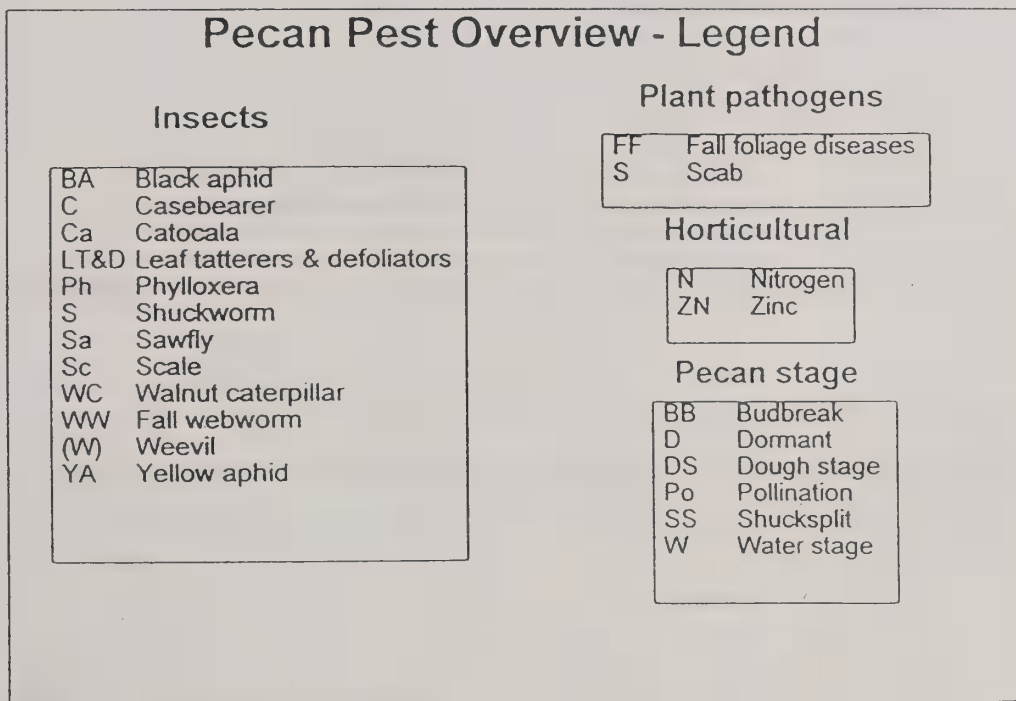 Pecan Pest Overview - Legend
Insects
BA Black aphid
C Casebearer
Ca Catocala
LT&D Leaf tatterers & defoliators
Ph Phylloxera
S Shuckworm
Sa Sawfly
Sc Scale
WC Walnut caterpillar
WW Fall webworm
(W) Weevil
YA Yellow aphid
Plant pathogens
FF Fall foliage diseases
S Scab
Horticultural
N Nitrogen
ZN Zinc
Pecan stage
BB Budbreak
D Dormant
DS Dough stage
Po Pollination
SS Shucksplit
W Water stage